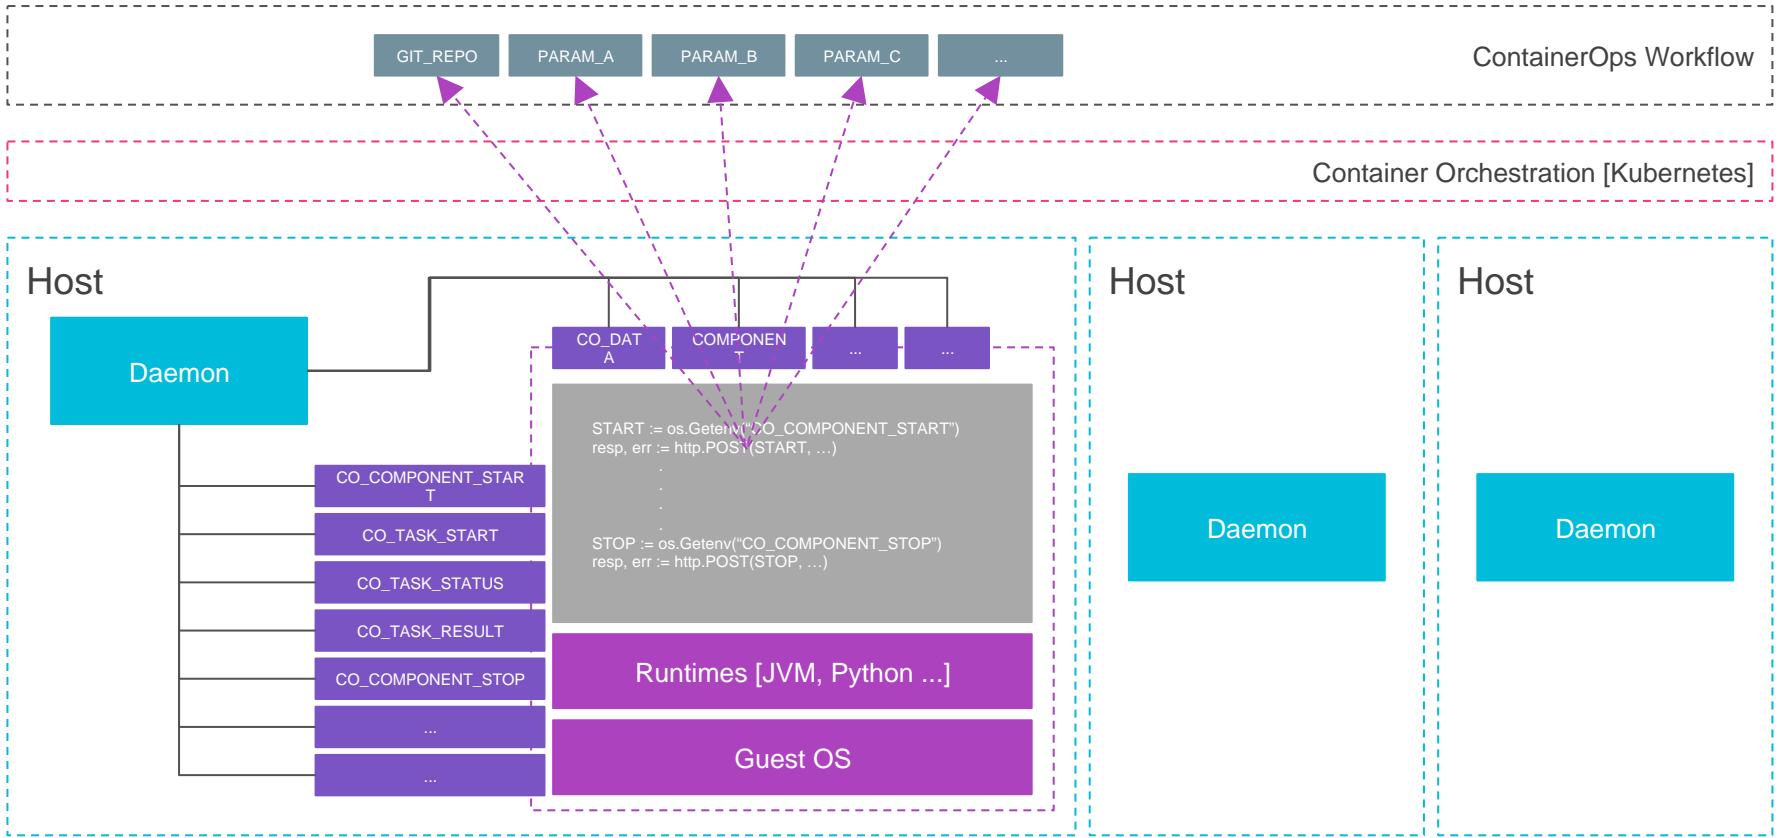 GIT_REPO
PARAM_A
PARAM_B
PARAM_C
...
ContainerOps Workflow
Container Orchestration [Kubernetes]
Host
Daemon
CO_DAT
A
COMPONEN
T
...
...
START := os.Getenv(“CO_COMPONENT_START”)
resp, err := http.POST(START, …)
.
.
.
.
STOP := os.Getenv(“CO_COMPONENT_STOP”)
resp, err := http.POST(STOP, …)
CO_COMPONENT_STAR
T
CO_TASK_START
CO_TASK_STATUS
CO_TASK_RESULT
CO_COMPONENT_STOP
...
...
Runtimes [JVM, Python ...]
Guest OS
Host
Daemon
Host
Daemon